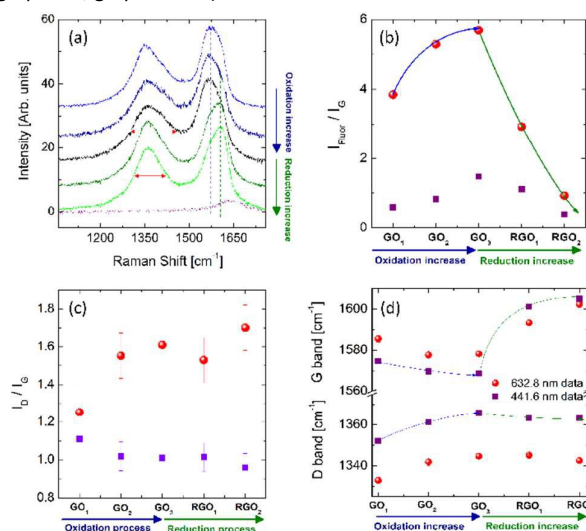 (a)
60
40
20
0
Intensity [Arb. units]
1200 1350 1500 1650
Raman Shift [cm⁻¹]
Oxidation increase
Reduction increase
(b)
6
4
2
0
I_Fluor / I_G
GO₁ GO₂ GO₃ RGO₁ RGO₂
Oxidation increase Reduction increase
(c)
1.8
1.6
1.4
1.2
1.0
0.8
I_D / I_G
GO₁ GO₂ GO₃ RGO₁ RGO₂
Oxidation process Reduction process
(d)
1600
1580
1560
G band [cm⁻¹]
632.8 nm data
441.6 nm data
1360
1340
D band [cm⁻¹]
GO₁ GO₂ GO₃ RGO₁ RGO₂
Oxidation increase Reduction increase